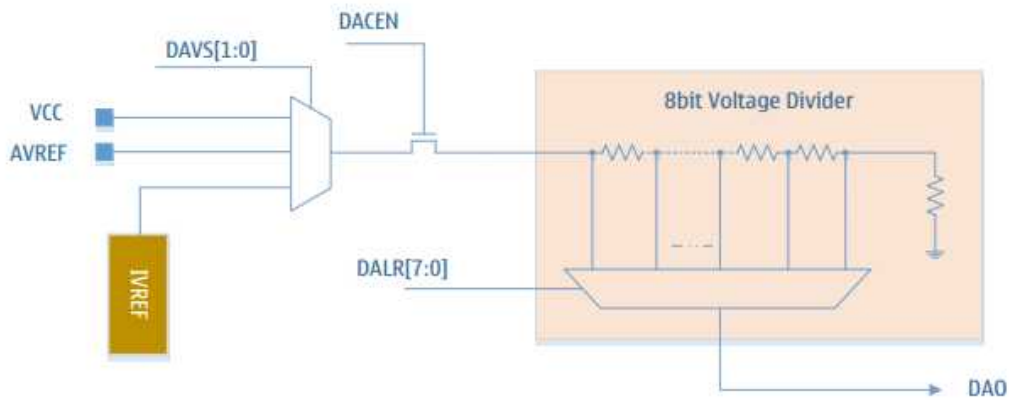 DACEN
DAVS[1:0]
8bit Voltage Divider
VCC
AVREF
IVREF
DALR[7:0]
DAO